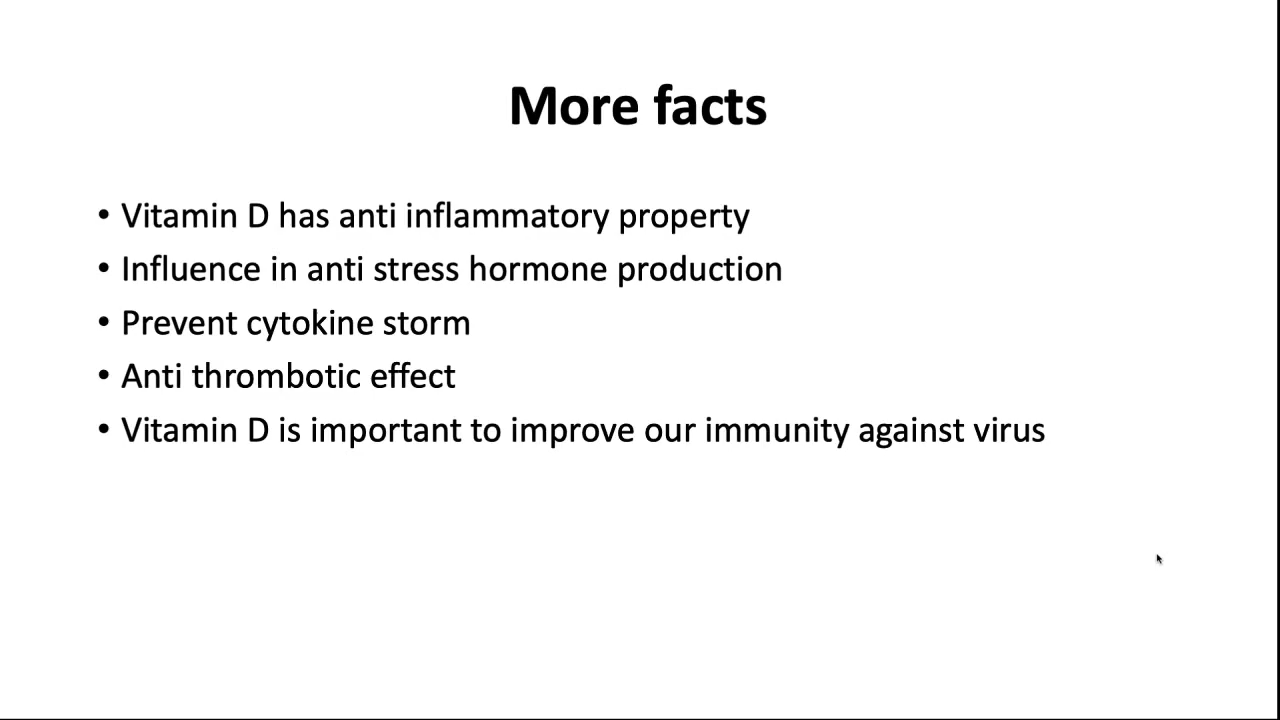 More facts
• Vitamin D has anti inflammatory property
• Influence in anti stress hormone production
• Prevent cytokine storm
• Anti thrombotic effect
• Vitamin D is important to improve our immunity against virus